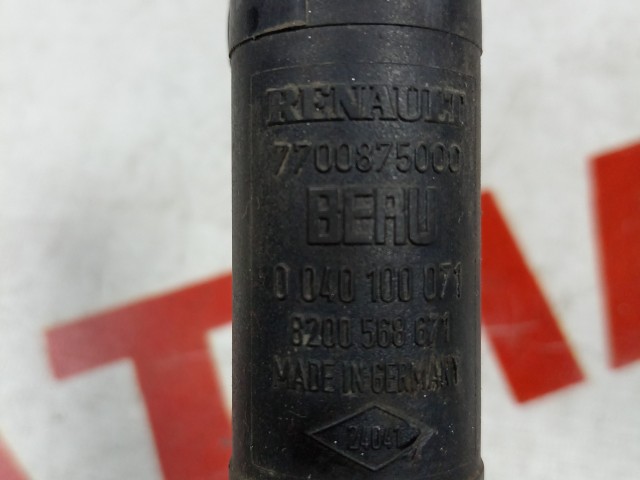 RENAULT
7700875000
BERU
0 040 100 071
8200 568 671
MADE IN GERMANY